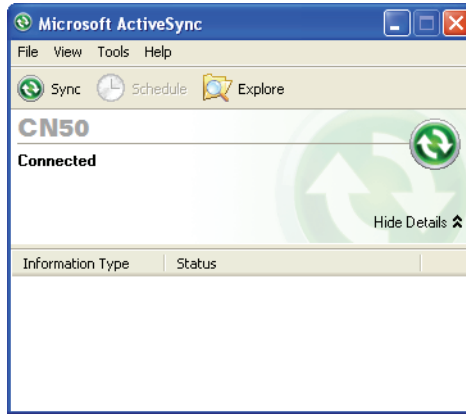 Microsoft ActiveSync
File View Tools Help
Sync Schedule Explore
CN50
Connected
Hide Details
Information Type Status